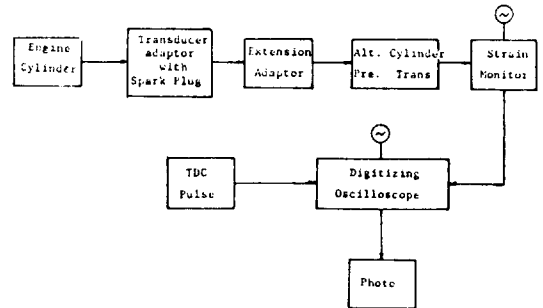 Engine
Cylinder
Transducer
adaptor
with
Spark Plug
Extension
Adaptor
Alt. Cylinder
Pre. Trans
Strain
Monitor
TDC
Pulse
Digitizing
Oscilloscope
Photo
~
~